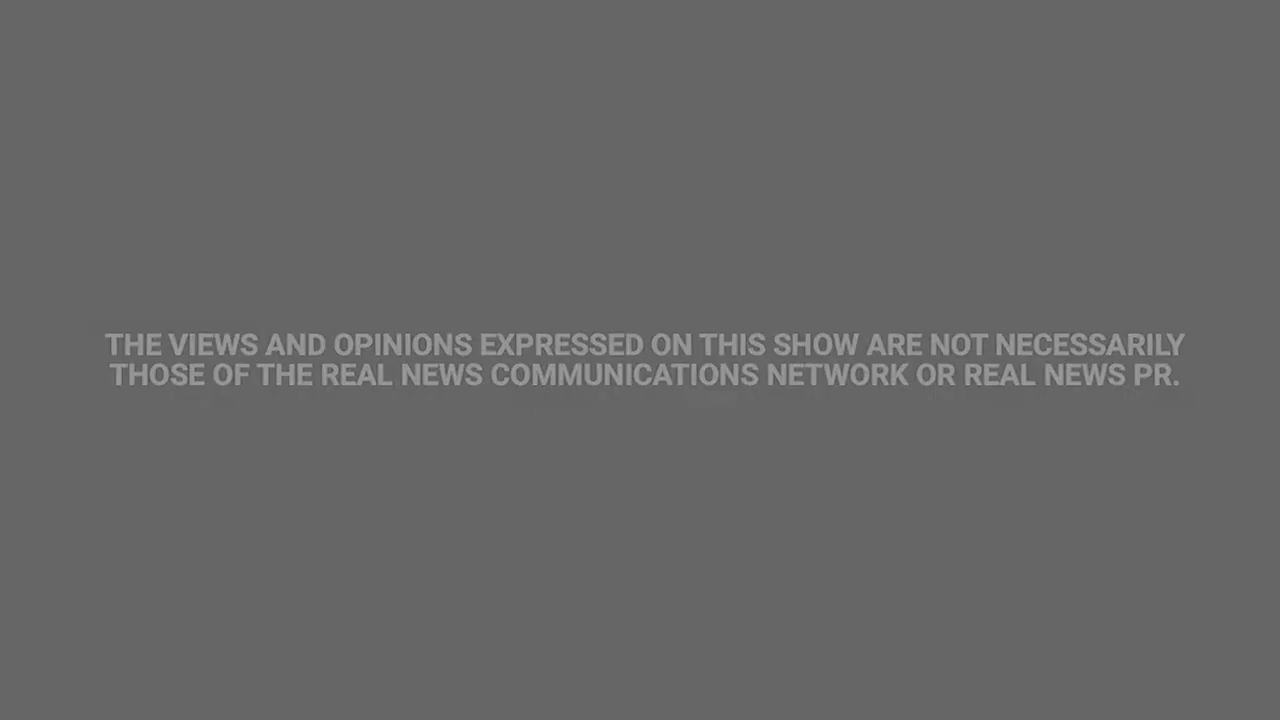 THE VIEWS AND OPINIONS EXPRESSED ON THIS SHOW ARE NOT NECESSARILY
THOSE OF THE REAL NEWS COMMUNICATIONS NETWORK OR REAL NEWS PR.